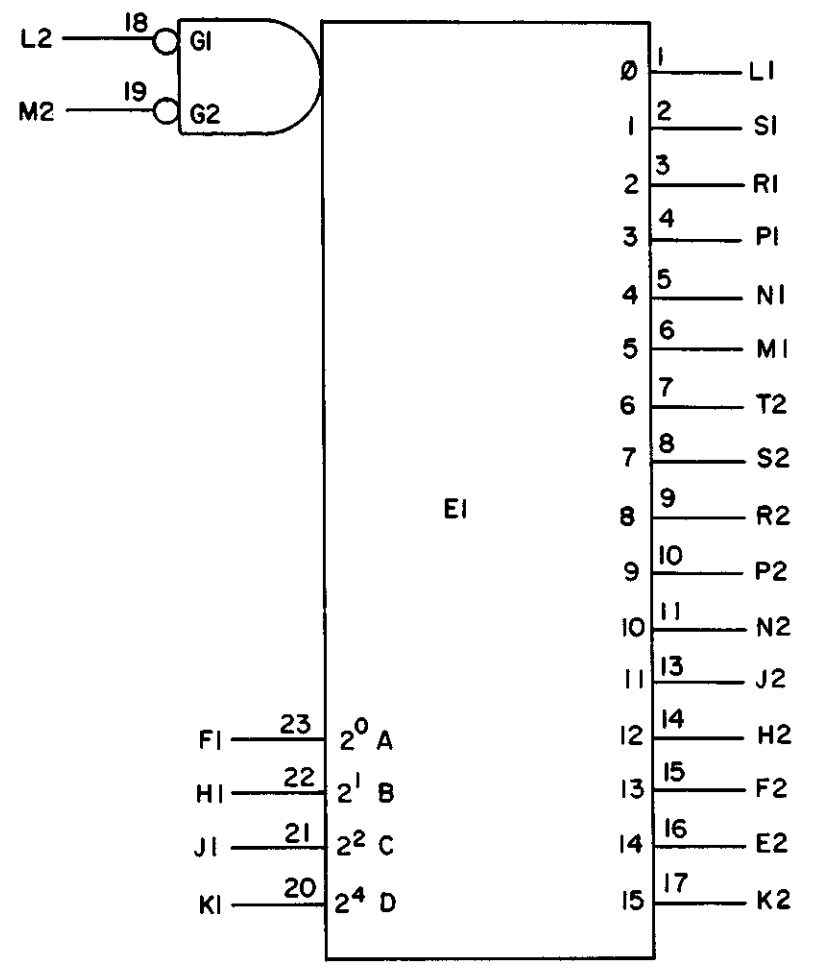 L2 18 G1
M2 19 G2
Ø 1 L1
1 2 S1
2 3 R1
3 4 P1
4 5 N1
5 6 M1
6 7 T2
7 8 S2
E1
8 9 R2
9 10 P2
10 11 N2
11 13 J2
F1 23 2⁰ A
12 14 H2
H1 22 2¹ B
13 15 F2
J1 21 2² C
14 16 E2
K1 20 2⁴ D
15 17 K2